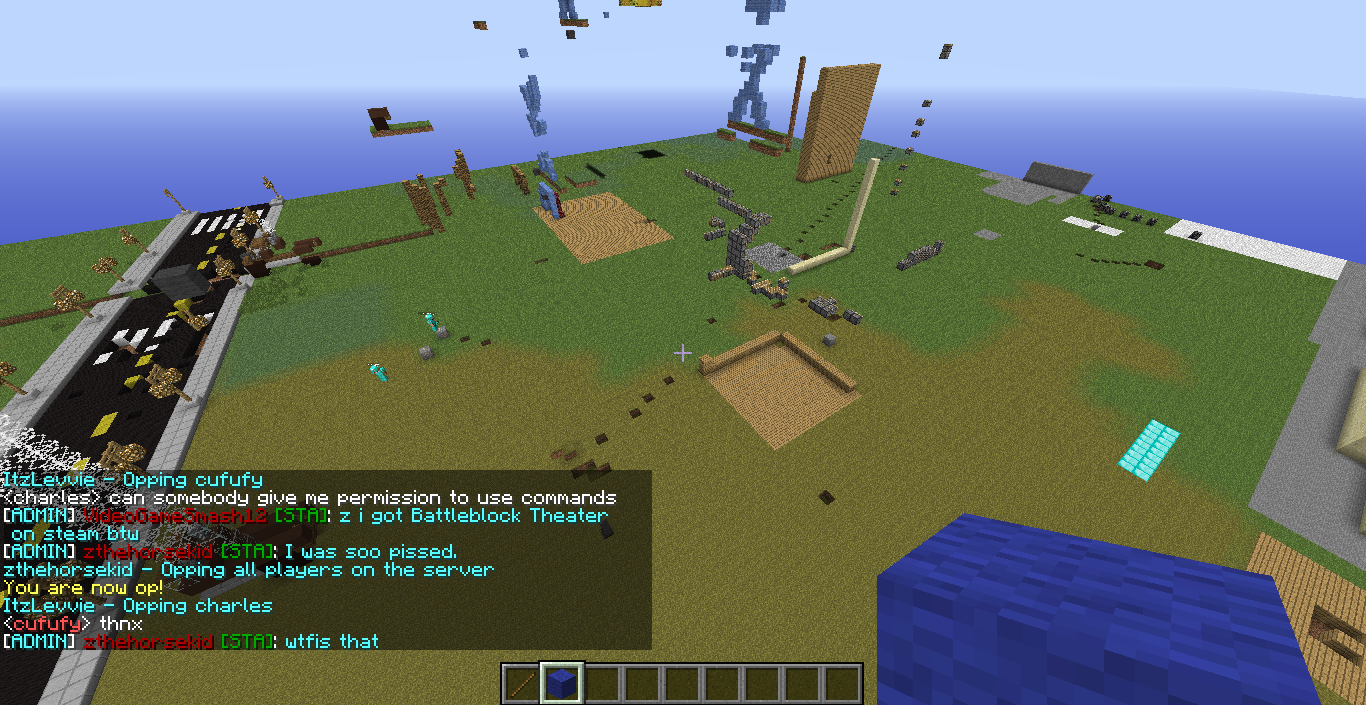 ItzLevvie - Opping cufufy
<charles> can somebody give me permission to use commands
[ADMIN] VideoGameSmash12 [STA]: z i got Battleblock Theater
on steam btw
[ADMIN] zthehorsekid [STA]: I was soo pissed.
zthehorsekid - Opping all players on the server
You are now op!
ItzLevvie - Opping charles
<cufufy> thnx
[ADMIN] zthehorsekid [STA]: wtfis that